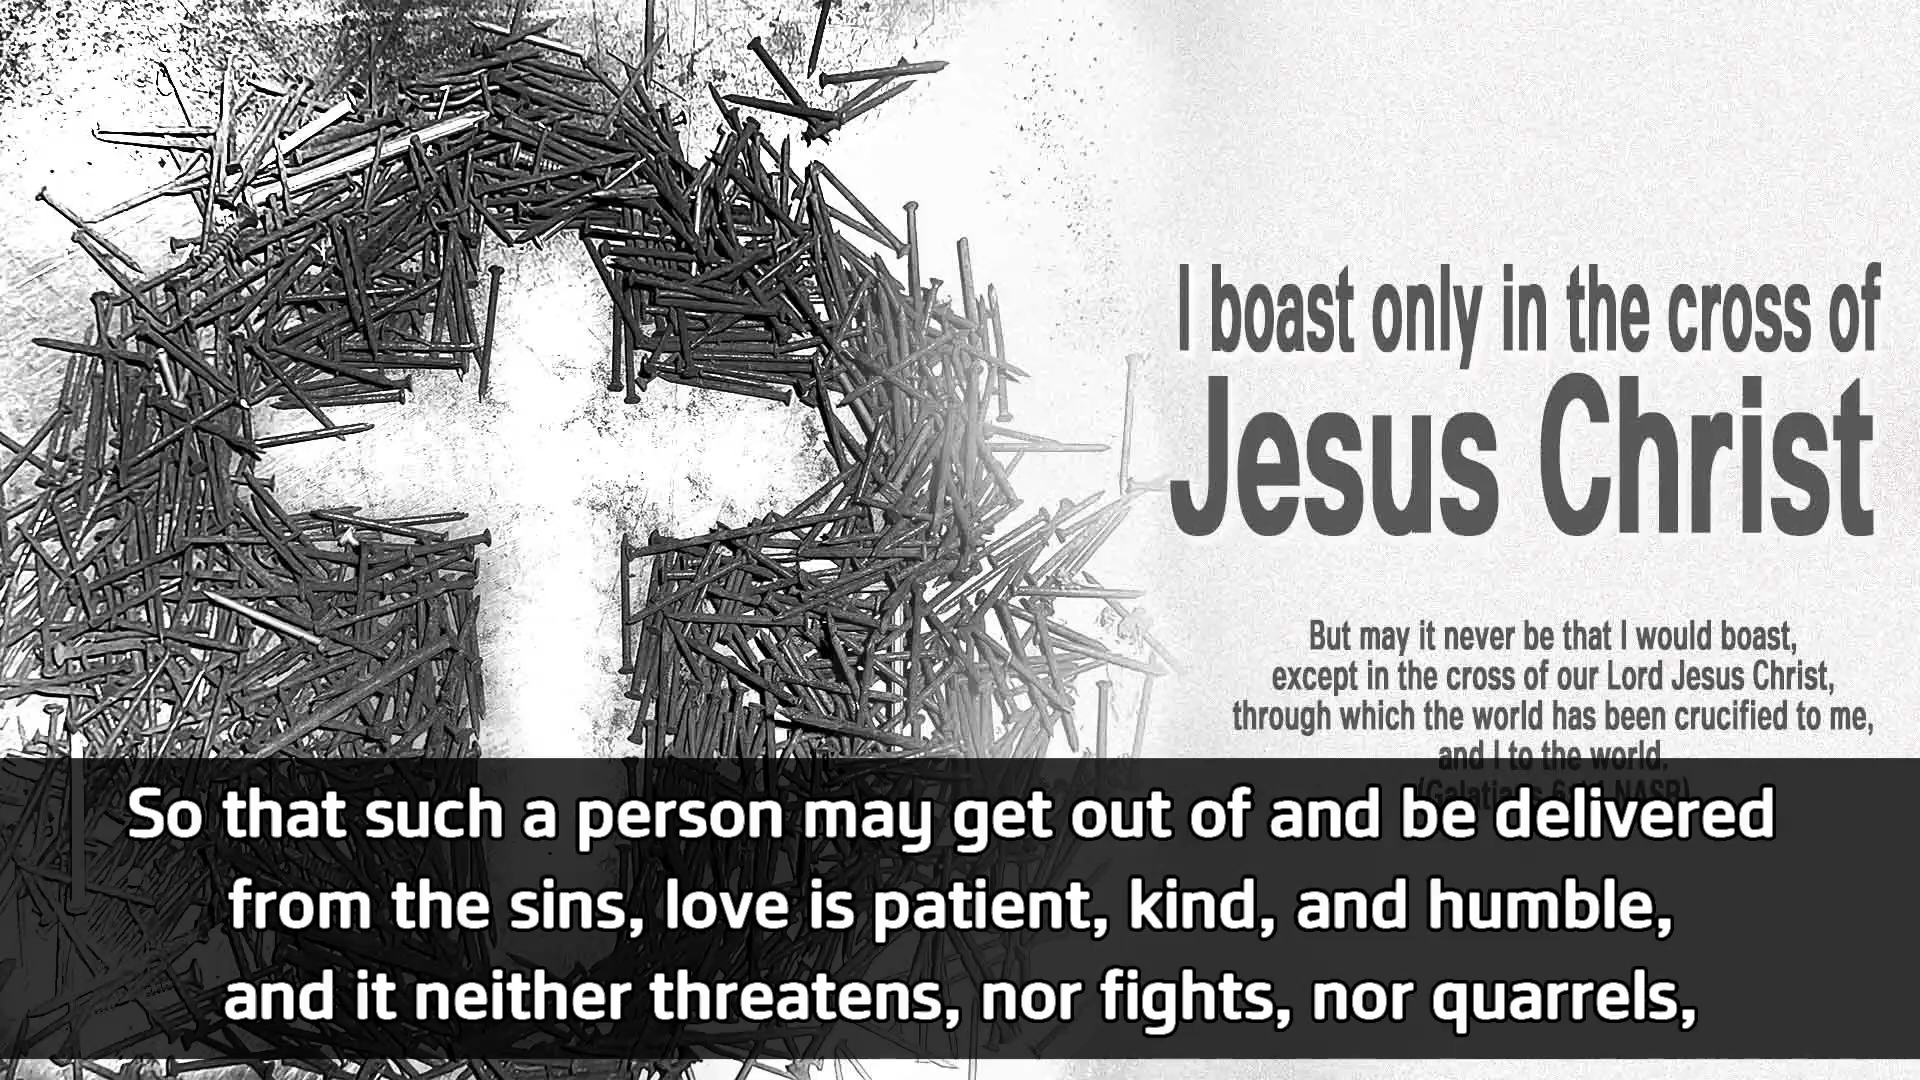 I boast only in the cross of
Jesus Christ
But may it never be that I would boast,
except in the cross of our Lord Jesus Christ,
through which the world has been crucified to me,
and I to the world.
So that such a person may get out of and be delivered
from the sins, love is patient, kind, and humble,
and it neither threatens, nor fights, nor quarrels,